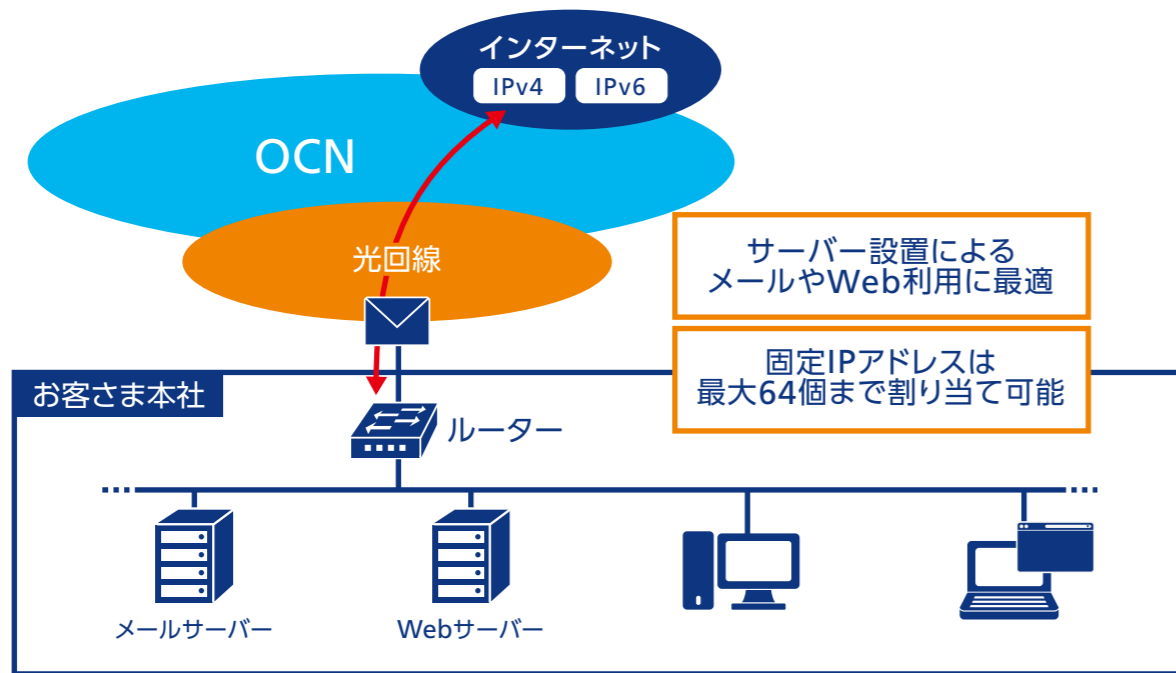 インターネット
IPv4 IPv6
OCN
光回線
サーバー設置による
メールやWeb利用に最適
固定IPアドレスは
最大64個まで割り当て可能
お客さま本社
ルーター
メールサーバー
Webサーバー